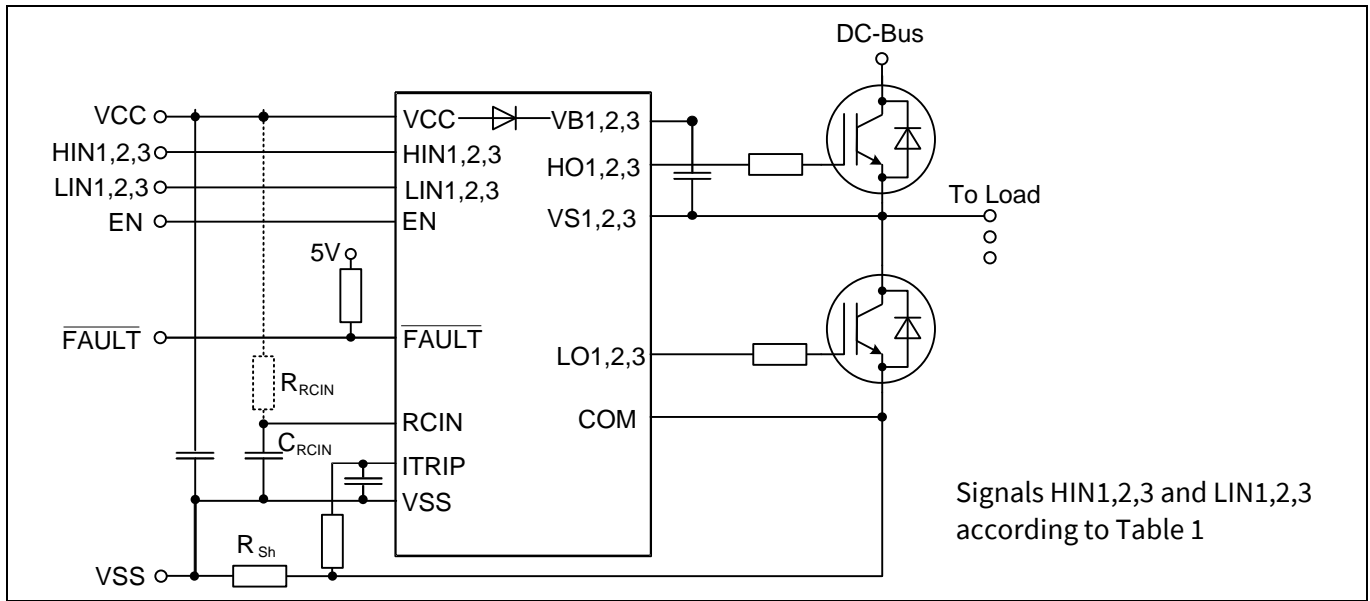 DC-Bus
VCC
VCC
VB1,2,3
HIN1,2,3
HIN1,2,3
HO1,2,3
LIN1,2,3
LIN1,2,3
To Load
EN
EN
VS1,2,3
5V
FAULT
FAULT
LO1,2,3
RRCIN
RCIN
COM
CRCIN
ITRIP
VSS
Signals HIN1,2,3 and LIN1,2,3
according to Table 1
RSh
VSS